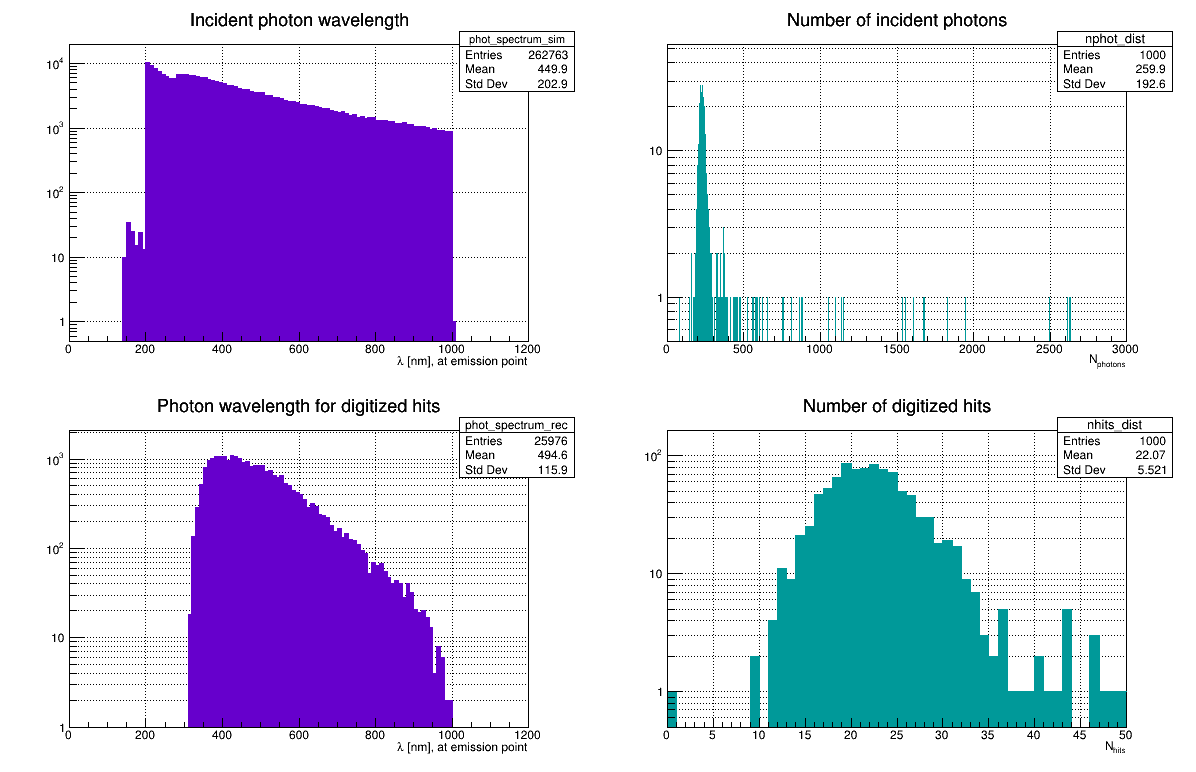 Incident photon wavelength
phot_spectrum_sim
Entries 262763
Mean 449.9
Std Dev 202.9
10^4
10^3
10^2
10
1
0 200 400 600 800 1000 1200
λ [nm], at emission point
Number of incident photons
nphot_dist
Entries 1000
Mean 259.9
Std Dev 192.6
10
1
0 500 1000 1500 2000 2500 3000
N_photons
Photon wavelength for digitized hits
phot_spectrum_rec
Entries 25976
Mean 494.6
Std Dev 115.9
10^3
10^2
10
1
0 200 400 600 800 1000 1200
λ [nm], at emission point
Number of digitized hits
nhits_dist
Entries 1000
Mean 22.07
Std Dev 5.521
10^2
10
1
0 5 10 15 20 25 30 35 40 45 50
N_hits